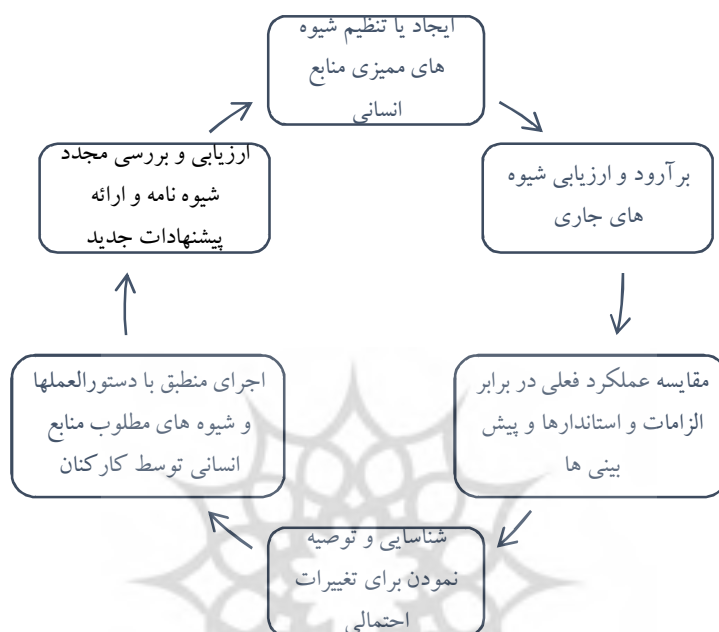 ایجاد یا تنظیم شیوه
های ممیزی منابع
انسانی
برآرود و ارزیابی شیوه
های جاری
مقایسه عملکرد فعلی در برابر
الزامات و استانداردها و پیش
بینی ها
شناسایی و توصیه
نمودن برای تغییرات
احتمالی
اجرای منطبق با دستورالعملها
و شیوه های مطلوب منابع
انسانی توسط کارکنان
ارزیابی و بررسی مجدد
شیوه نامه و ارائه
پیشنهادات جدید